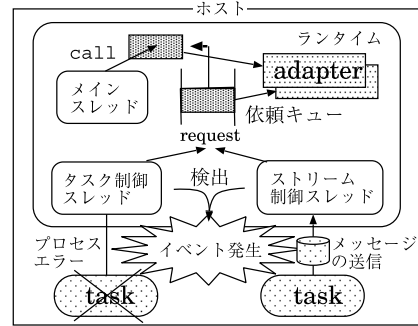 ホスト
ランタイム
call
adapter
メイン
スレッド
依頼キュー
request
タスク制御
スレッド
検出
ストリーム
制御スレッド
プロセス
エラー
イベント発生
メッセージ
の送信
task
task